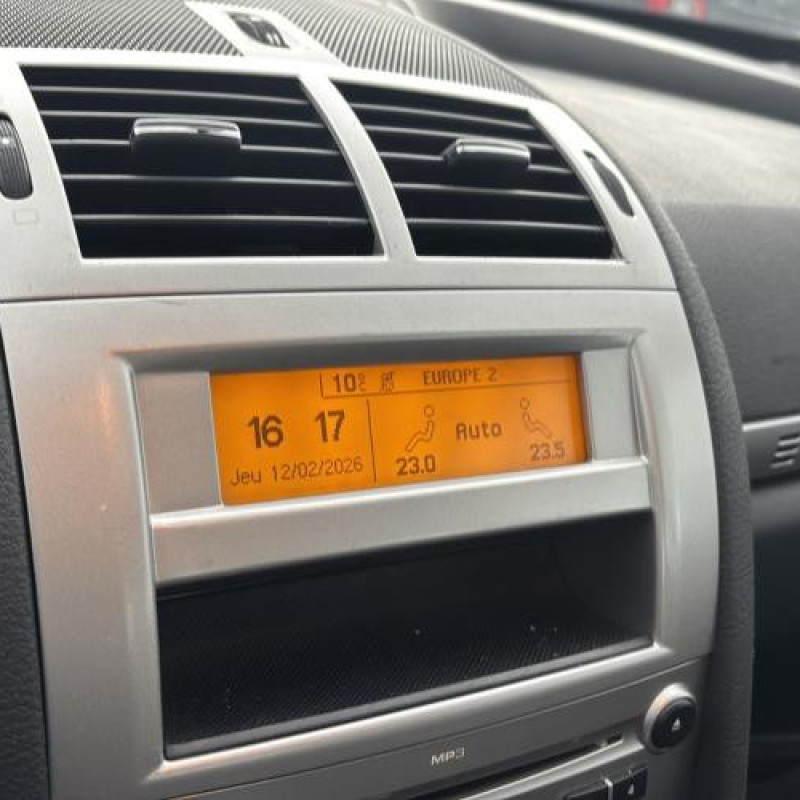 10°C EUROPE 2
16 17 Auto
Jeu 12/02/2026 23.0 23.5
MP3